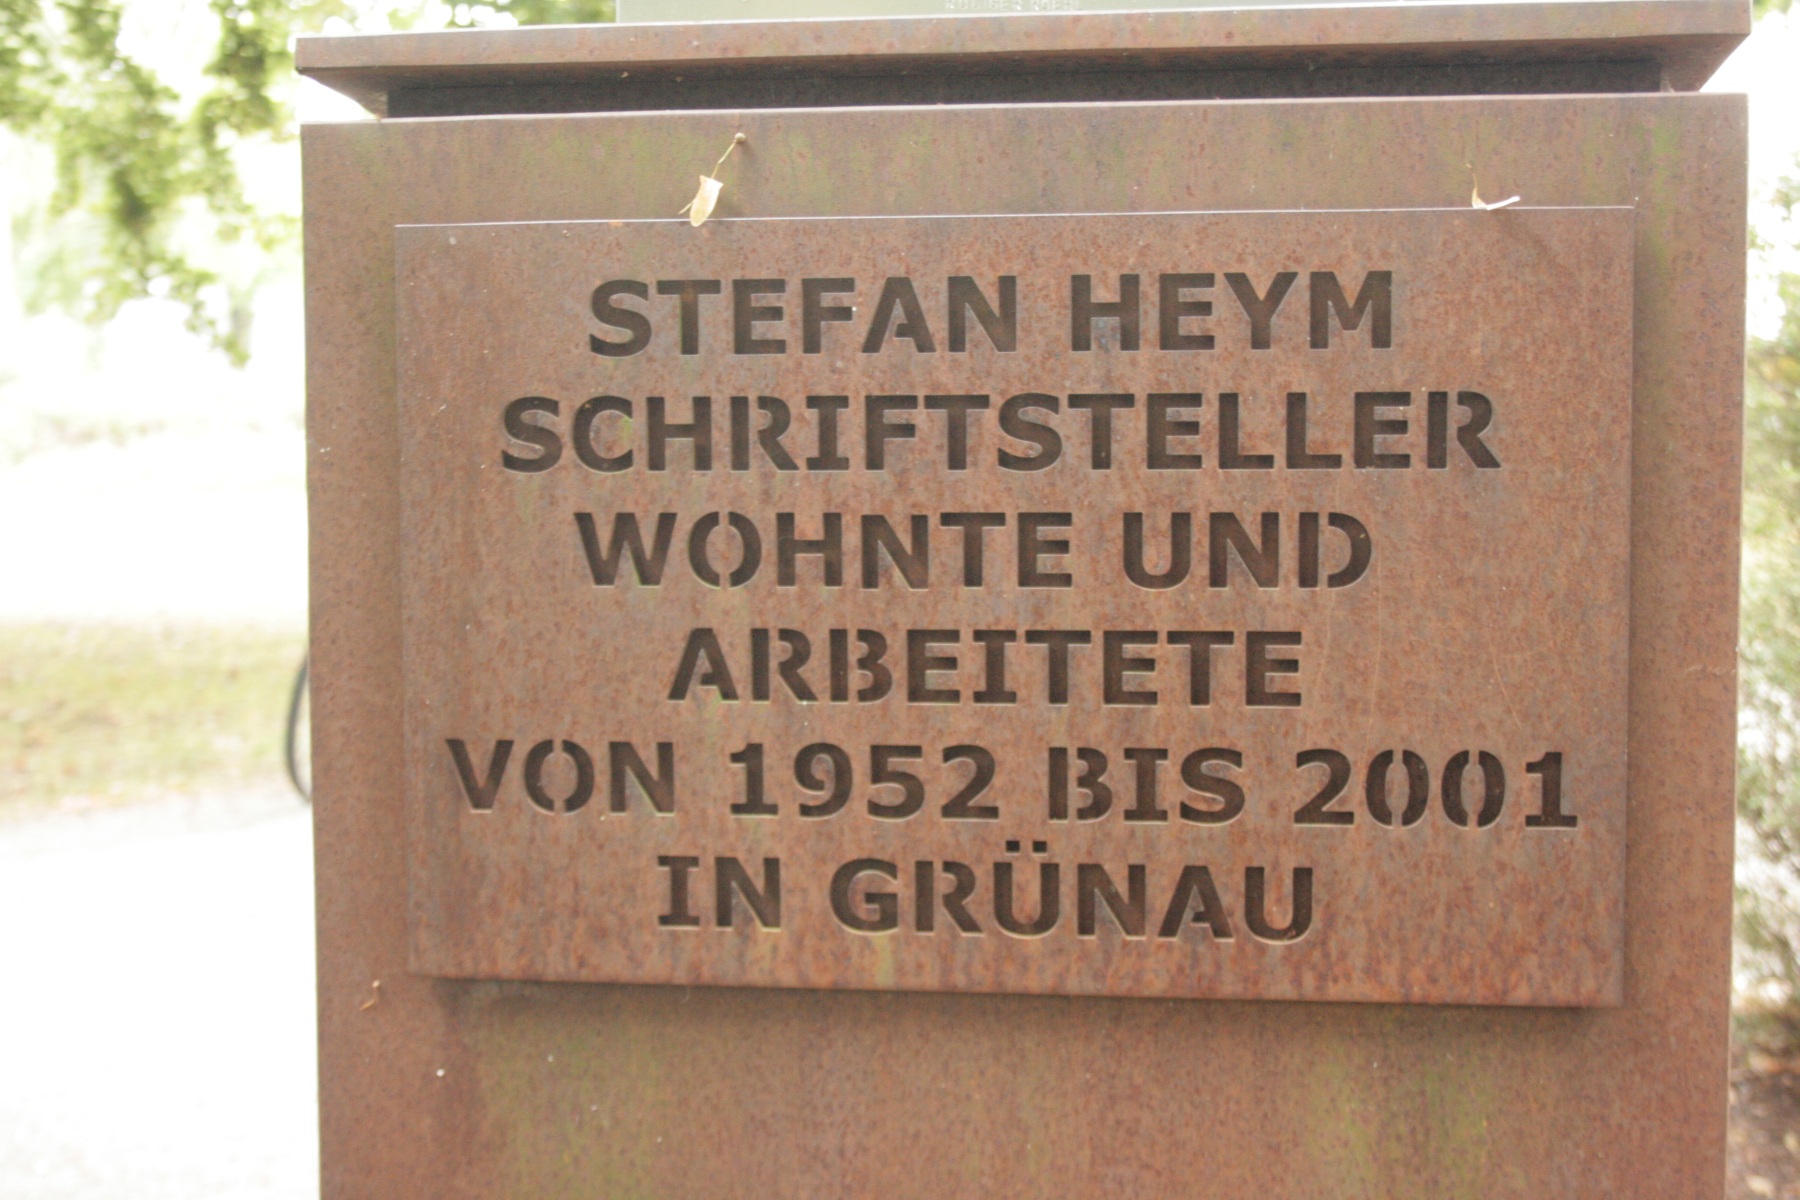 STEFAN HEYM
SCHRIFTSTELLER
WOHNTE UND
ARBEITETE
VON 1952 BIS 2001
IN GRÜNAU